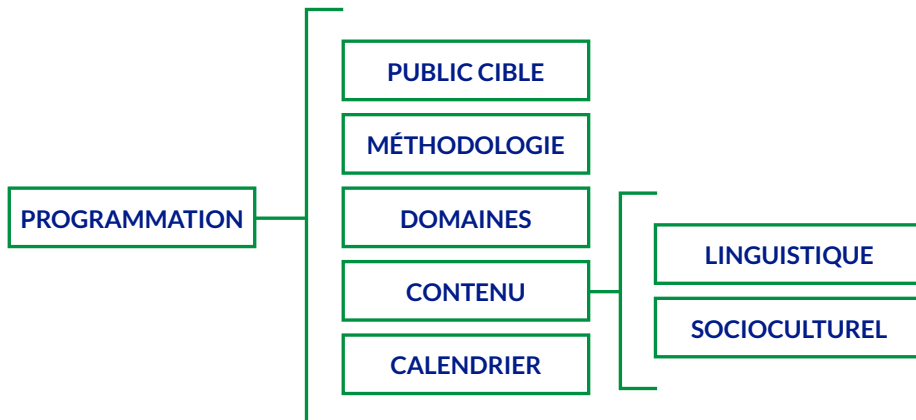 PROGRAMMATION
PUBLIC CIBLE
MÉTHODOLOGIE
DOMAINES
CONTENU
CALENDRIER
LINGUISTIQUE
SOCIOCULTUREL